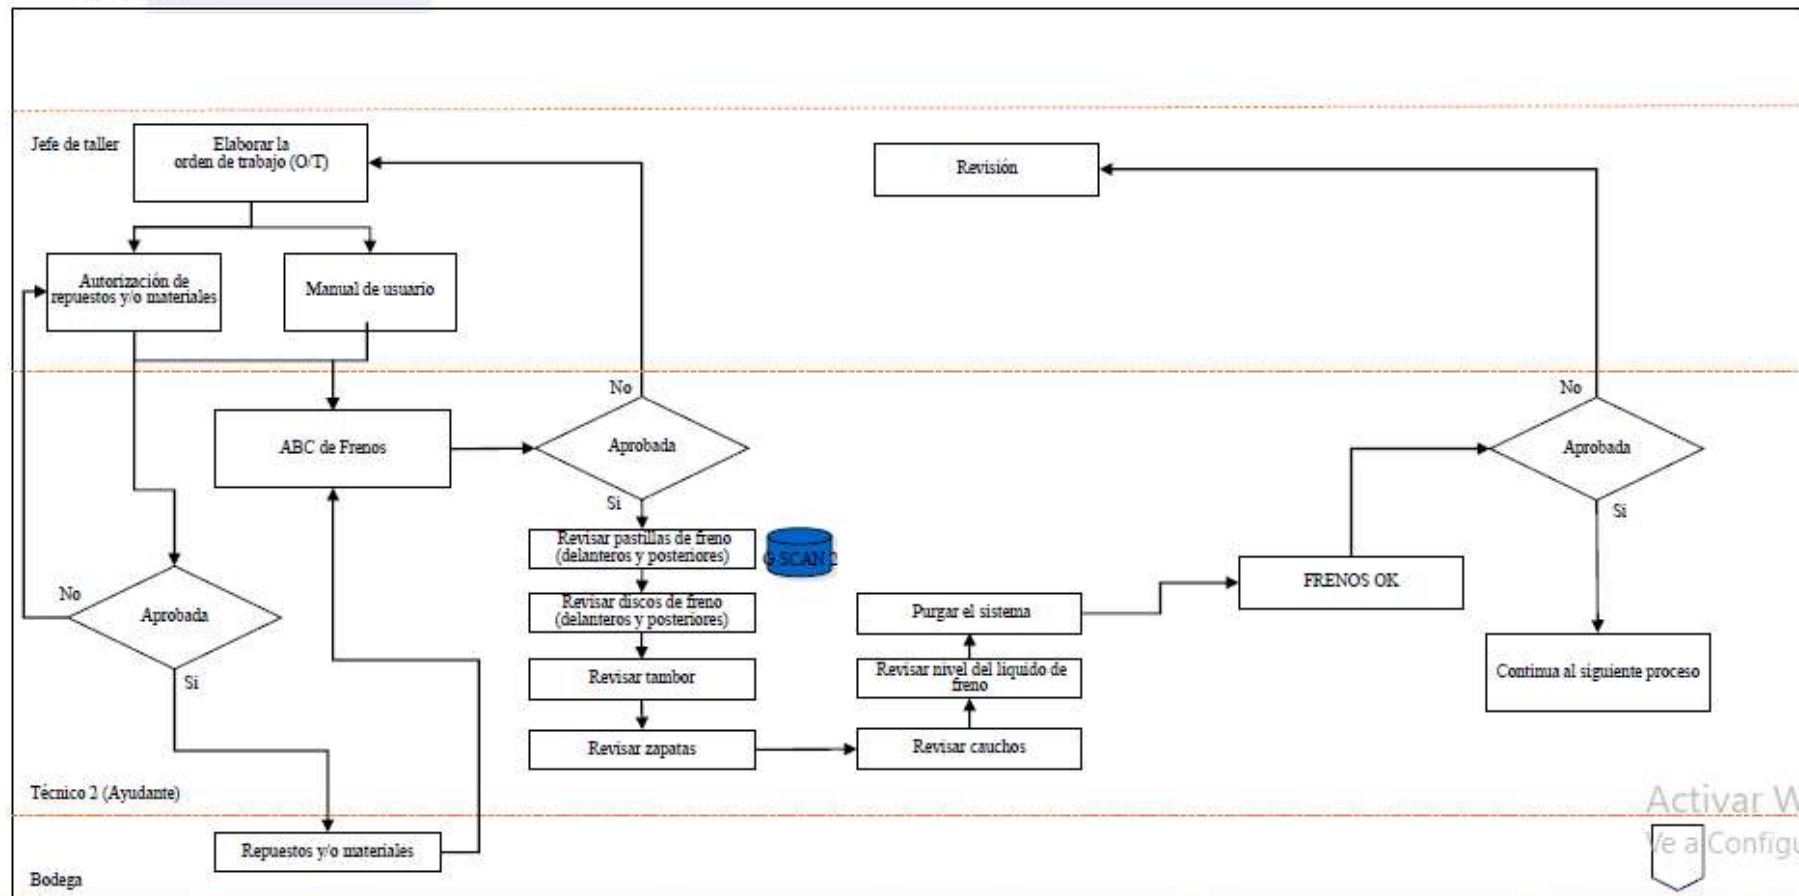 Jefe de taller
Elaborar la
orden de trabajo (O/T)
Revisión
Autorización de
repuestos y/o materiales
Manual de usuario
No
No
ABC de Frenos
Aprobada
Aprobada
Si
Si
Revisar pastillas de freno
(delanteros y posteriores)
G SCAN 2
FRENOS OK
No
Aprobada
Revisar discos de freno
(delanteros y posteriores)
Purgar el sistema
Si
Revisar tambor
Revisar nivel del liquido de
freno
Continua al siguiente proceso
Revisar zapatas
Revisar cauchos
Técnico 2 (Ayudante)
Activar W
Repuestos y/o materiales
Ve a Configu
Bodega